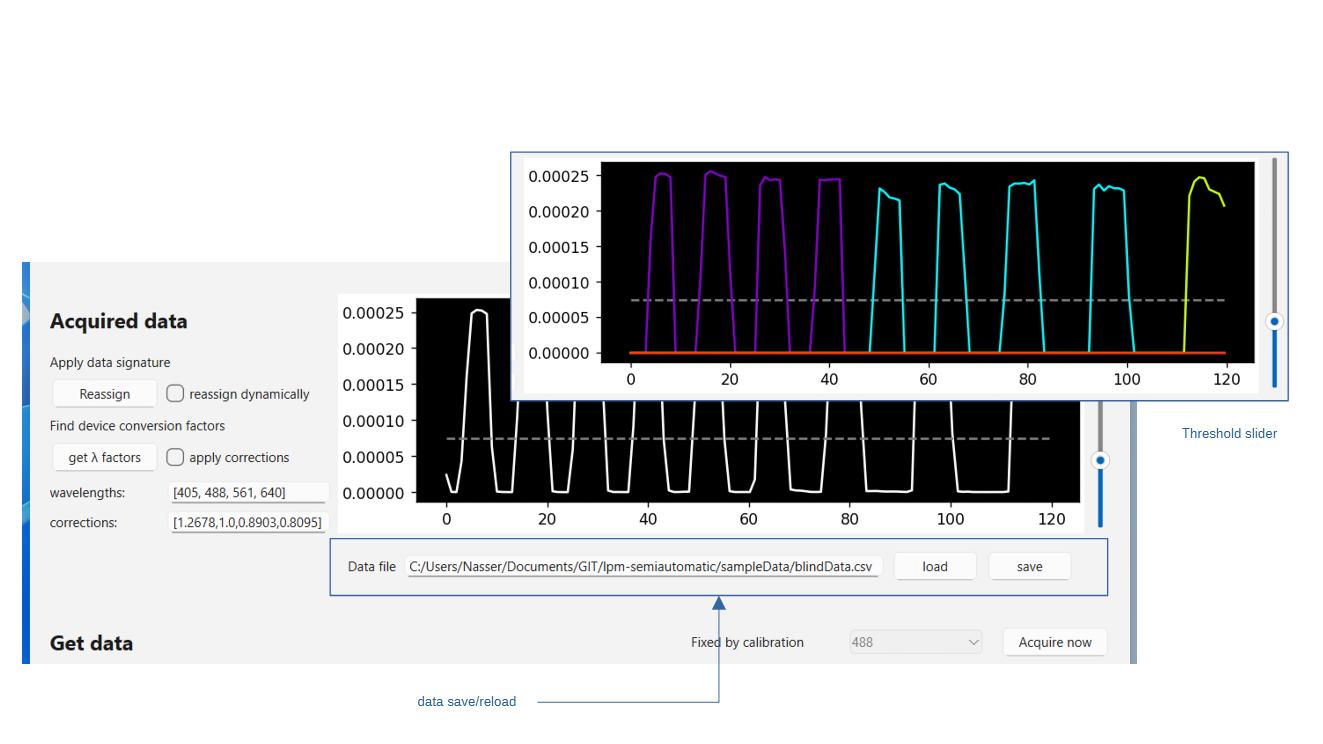 0.00025
0.00020
0.00015
0.00010
0.00005
0.00000
0 20 40 60 80 100 120
Threshold slider
Acquired data
Apply data signature
Reassign reassign dynamically
Find device conversion factors
get λ factors apply corrections
wavelengths: [405, 488, 561, 640]
corrections: [1.2678,1.0,0.8903,0.8095]
0.00025
0.00020
0.00015
0.00010
0.00005
0.00000
0 20 40 60 80 100 120
Data file C:/Users/Nasser/Documents/GIT/lpm-semiautomatic/sampleData/blindData.csv load save
Get data Fixed by calibration 488 Acquire now
data save/reload